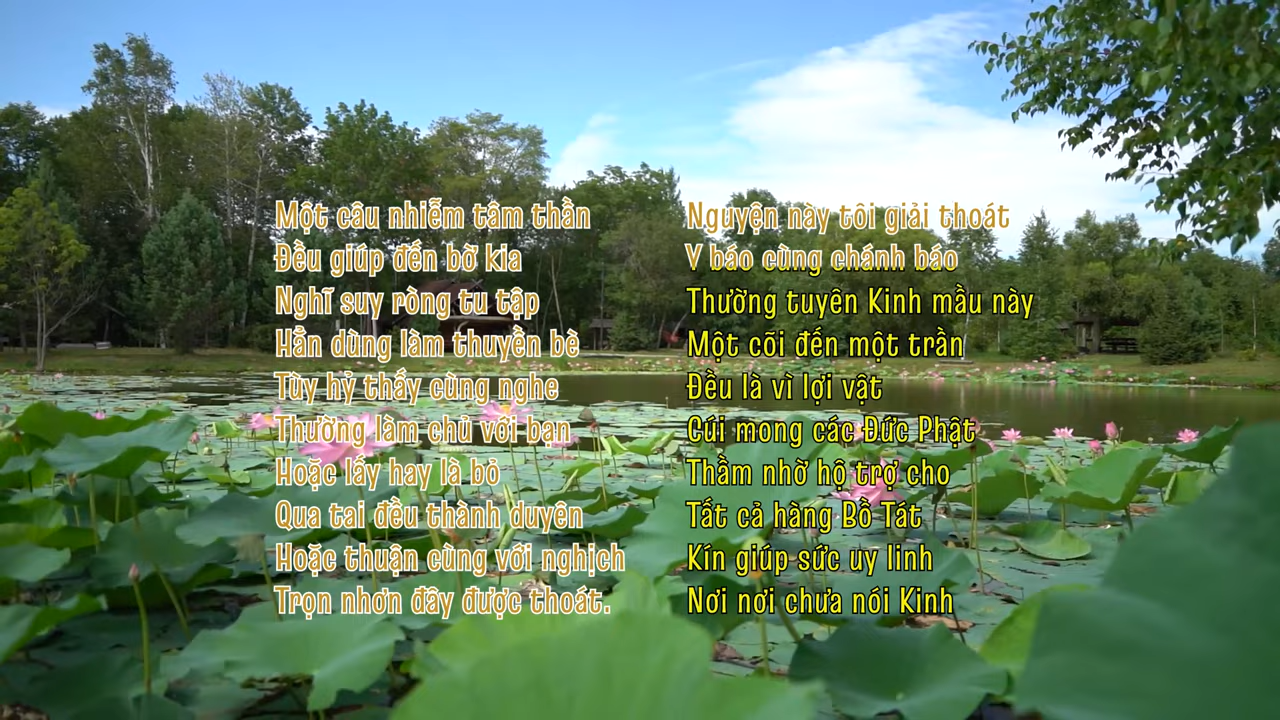 Một câu nhiễm tâm thần
Đều giúp đến bờ kia
Nghĩ suy ròng tu tập
Hẳn dùng làm thuyền bè
Tùy hỷ thấy cùng nghe
Thường làm chủ với bạn
Hoặc lấy hay là bỏ
Qua tai đều thành duyên
Hoặc thuận cùng với nghịch
Trọn nhơn đây được thoát.
Nguyện này tôi giải thoát
Y báo cùng chánh báo
Thường tuyên Kinh mầu này
Một cõi đến một trần
Đều là vì lợi vật
Cúi mong các Đức Phật
Thầm nhờ hộ trợ cho
Tất cả hàng Bồ Tát
Kín giúp sức uy linh
Nơi nơi chưa nói Kinh